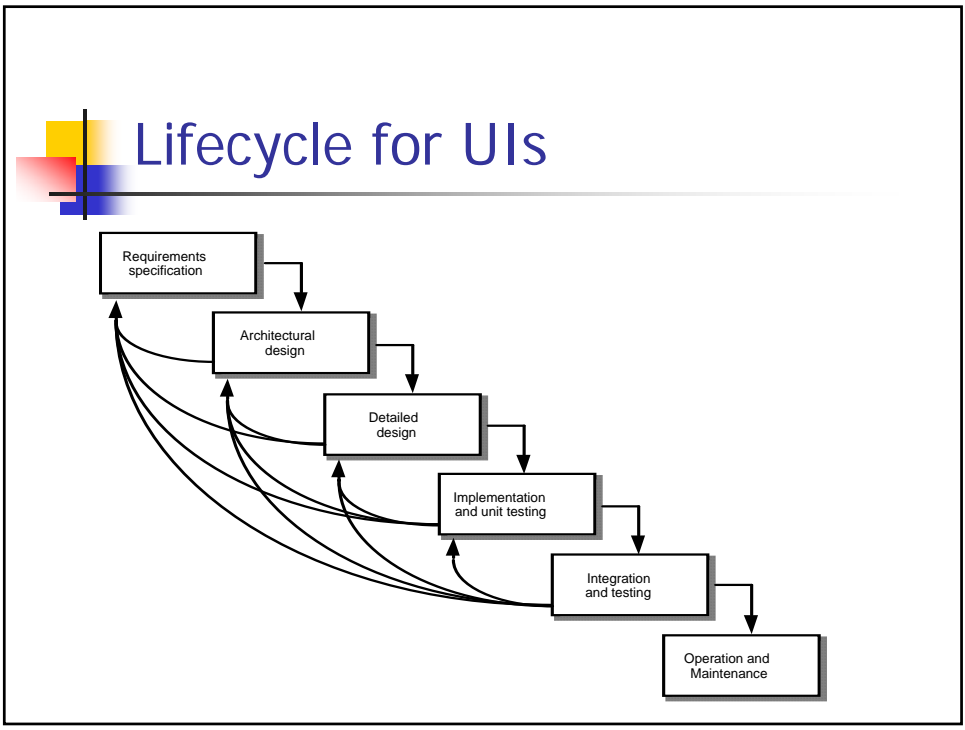 Lifecycle for UIs
Requirements
specification
Architectural
design
Detailed
design
Implementation
and unit testing
Integration
and testing
Operation and
Maintenance